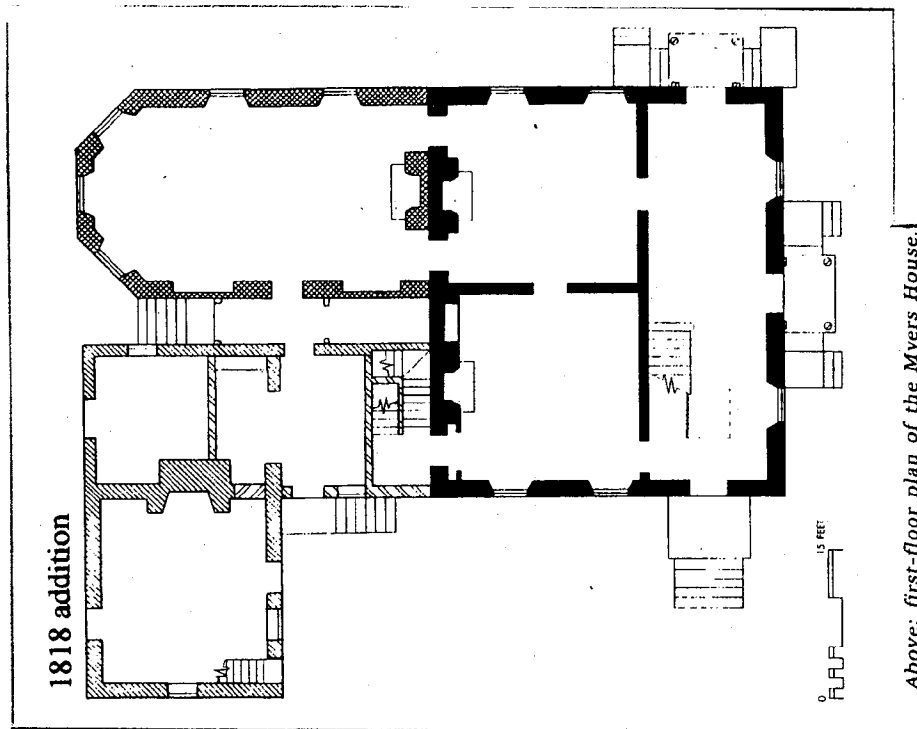 1818 addition
0 15 FEET
Above: first-floor plan of the Myers House.